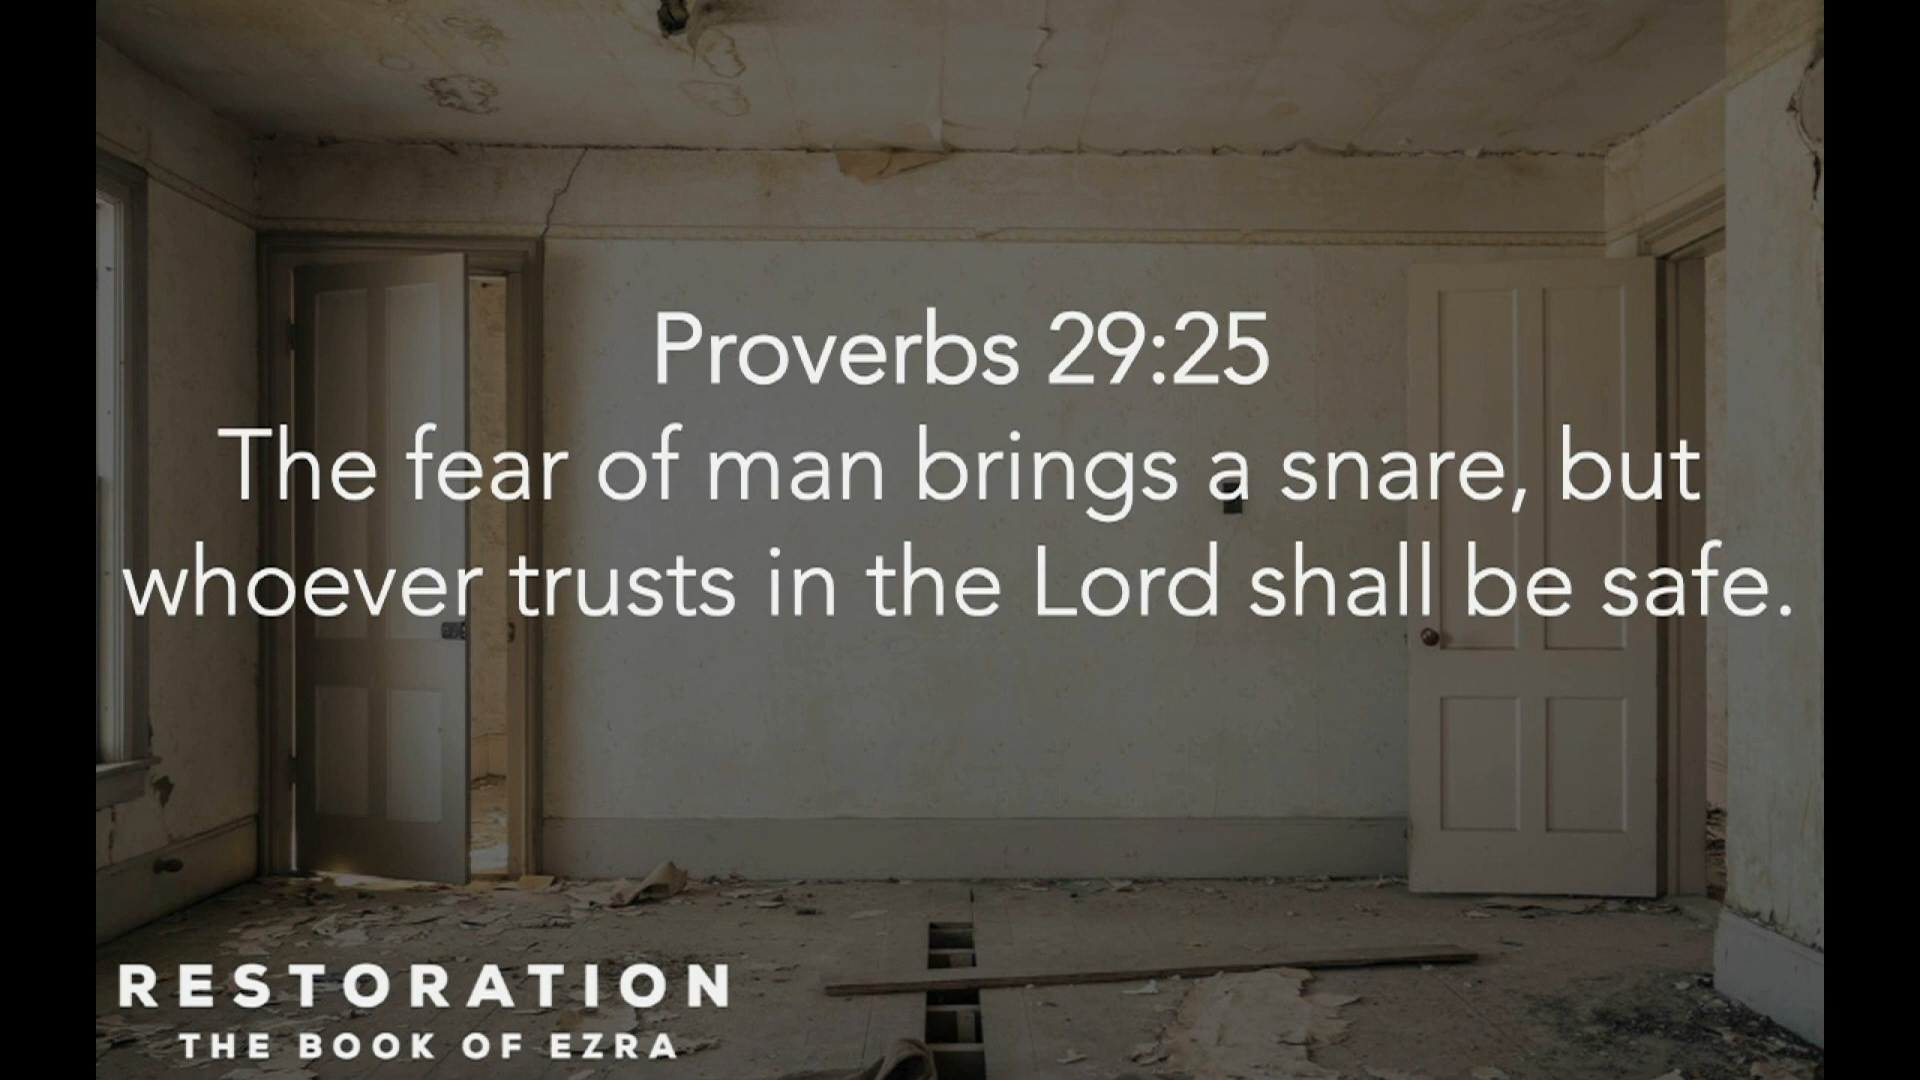 Proverbs 29:25
The fear of man brings a snare, but
whoever trusts in the Lord shall be safe.
RESTORATION
THE BOOK OF EZRA